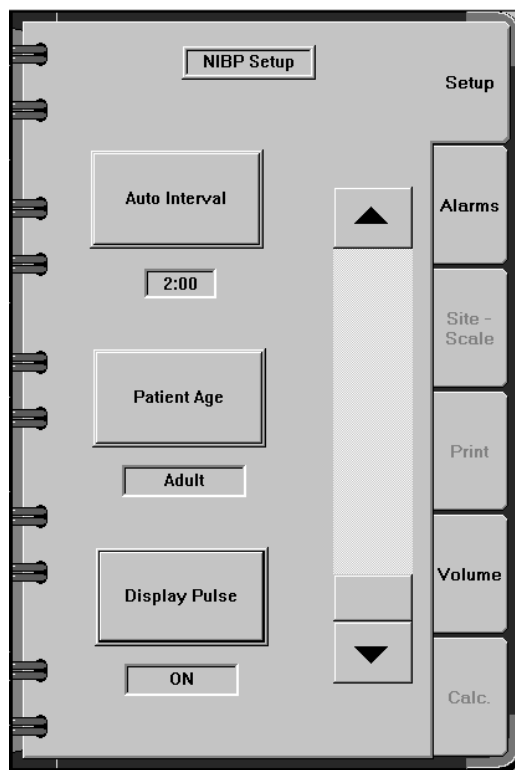 NIBP Setup
Setup
Auto Interval
2:00
Patient Age
Adult
Display Pulse
ON
Alarms
Site -
Scale
Print
Volume
Calc.